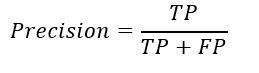 Precision = TP / (TP + FP)